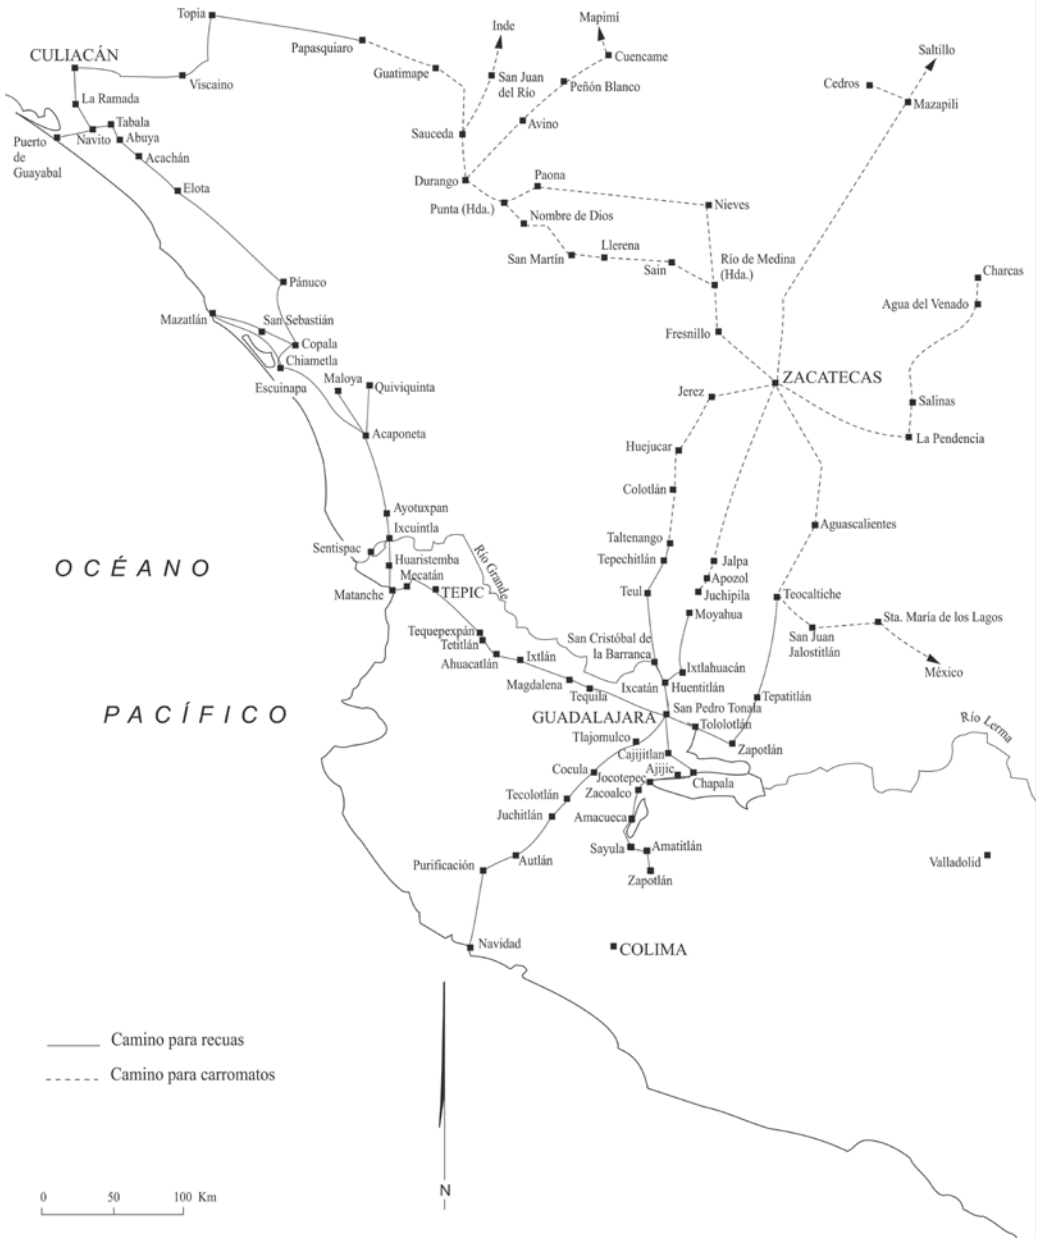 Topia
Inde
Mapimí
Papasquiaro
Cuencame
Saltillo
CULIACÁN
Guatimape
San Juan
del Río
Peñón Blanco
Cedros
Viscaino
La Ramada
Mazapili
Tabala
Avino
Puerto
de
Guayabal
Navito
Abuya
Sauceda
Acachán
Durango
Paona
Elota
Punta (Hda.)
Nieves
Nombre de Dios
Llerena
San Martín
Sain
Río de Medina
(Hda.)
Charcas
Pánuco
Agua del Venado
Mazatlán
San Sebastián
Fresnillo
Copala
Chiametla
Escuinapa
Maloya
Quiviquinta
ZACATECAS
Jerez
Salinas
Acaponeta
La Pendencia
Huejucar
Colotlán
Ayotuxpan
Ixcuintla
Aguascalientes
Sentispac
Río Grande
Taltenango
Huaristemba
Tepechitlán
Jalpa
OCÉANO
Mecatán
Apozol
Matanche
TEPIC
Teul
Juchipila
Teocaltiche
Moyahua
Sta. María de los Lagos
Tequepexpán
Tetitlán
San Cristóbal de
la Barranca
San Juan
Jalostitlán
Ahuacatlán
Ixtlán
Ixtlahuacán
México
Magdalena
Ixcatán
Huentitlán
Tequila
Tepatitlán
PACÍFICO
GUADALAJARA
San Pedro Tonala
Tololotlán
Río Lerma
Tlajomulco
Zapotlán
Cajijitlan
Cocula
Ajijic
Jocotepec
Chapala
Zacoalco
Tecolotlán
Juchitlán
Amacueca
Sayula
Amatitlán
Autlán
Purificación
Zapotlán
Valladolid
Navidad
COLIMA
Camino para recuas
Camino para carromatos
N
0 50 100 Km